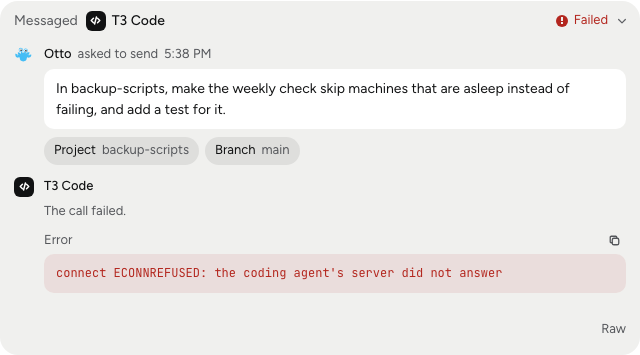 Messaged T3 Code Failed
Otto asked to send 5:38 PM
In backup-scripts, make the weekly check skip machines that are asleep instead of
failing, and add a test for it.
Project backup-scripts Branch main
T3 Code
The call failed.
Error
connect ECONNREFUSED: the coding agent's server did not answer
Raw